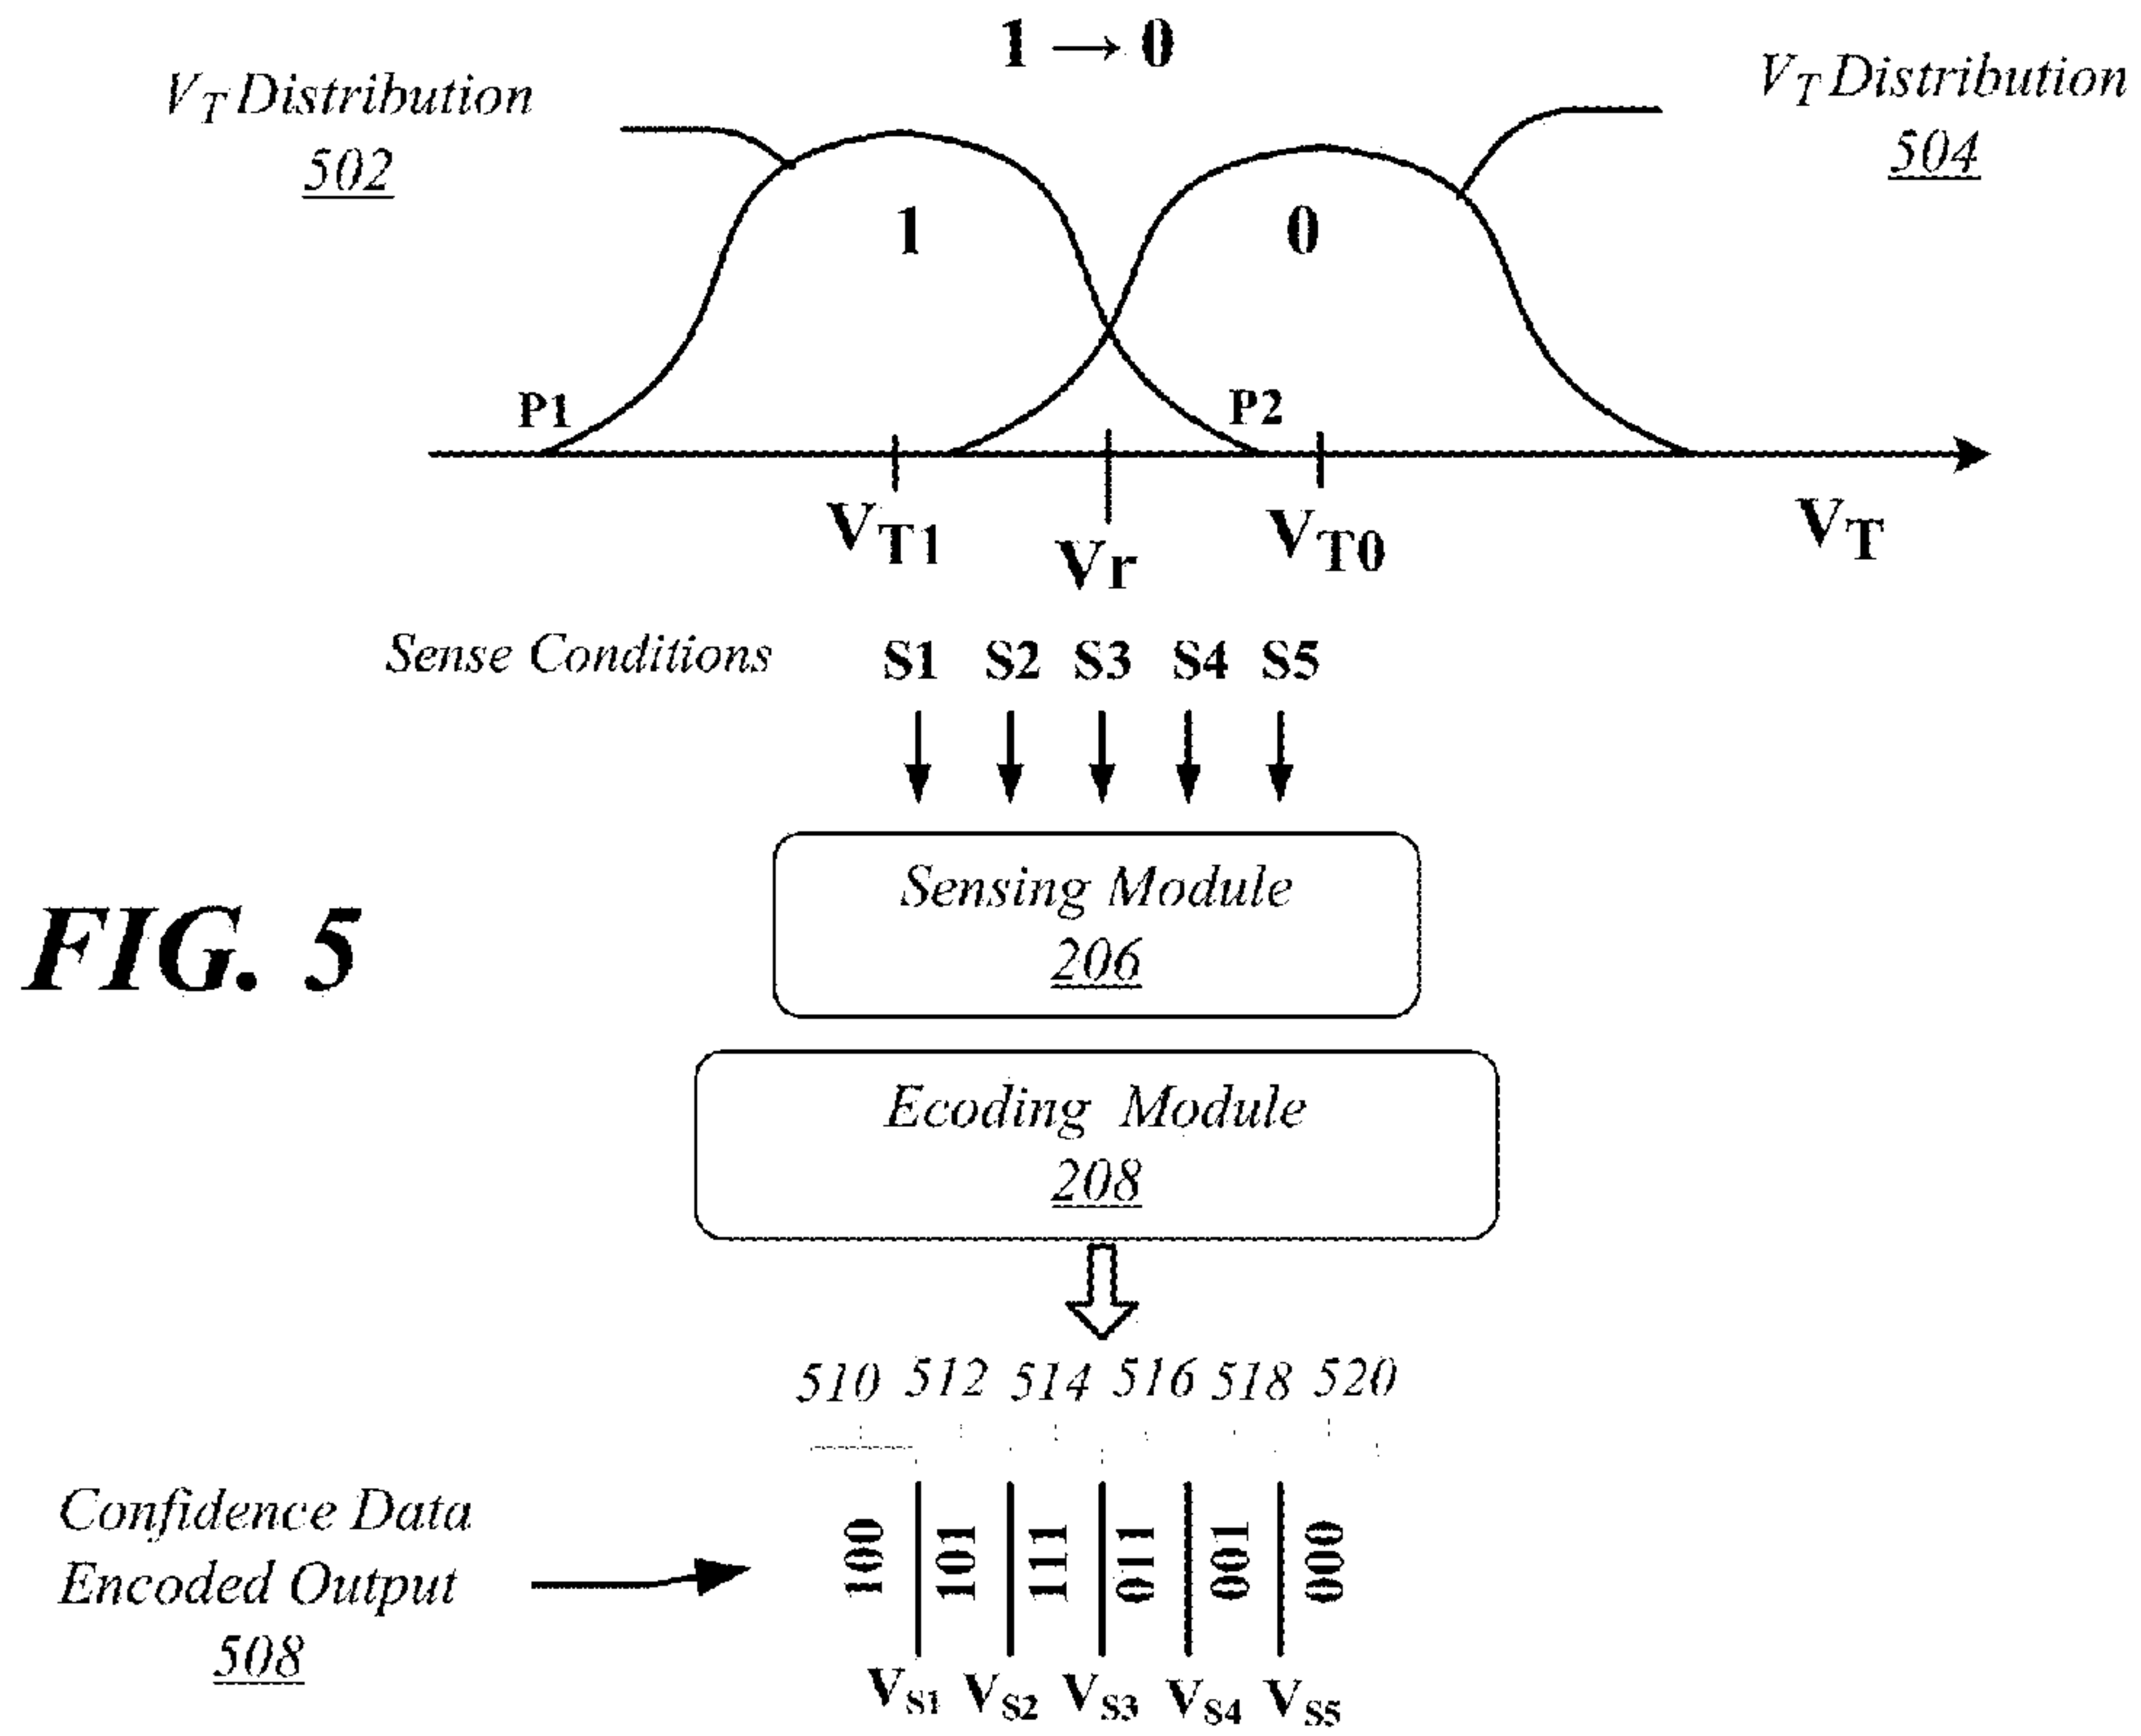 1 → 0
V_T Distribution
502
V_T Distribution
504
1
0
P1
P2
V_T1
Vr
V_T0
V_T
Sense Conditions
S1 S2 S3 S4 S5
Sensing Module
206
FIG. 5
Ecoding Module
208
510 512 514 516 518 520
Confidence Data
Encoded Output
508
100 101 111 011 001 000
V_S1 V_S2 V_S3 V_S4 V_S5